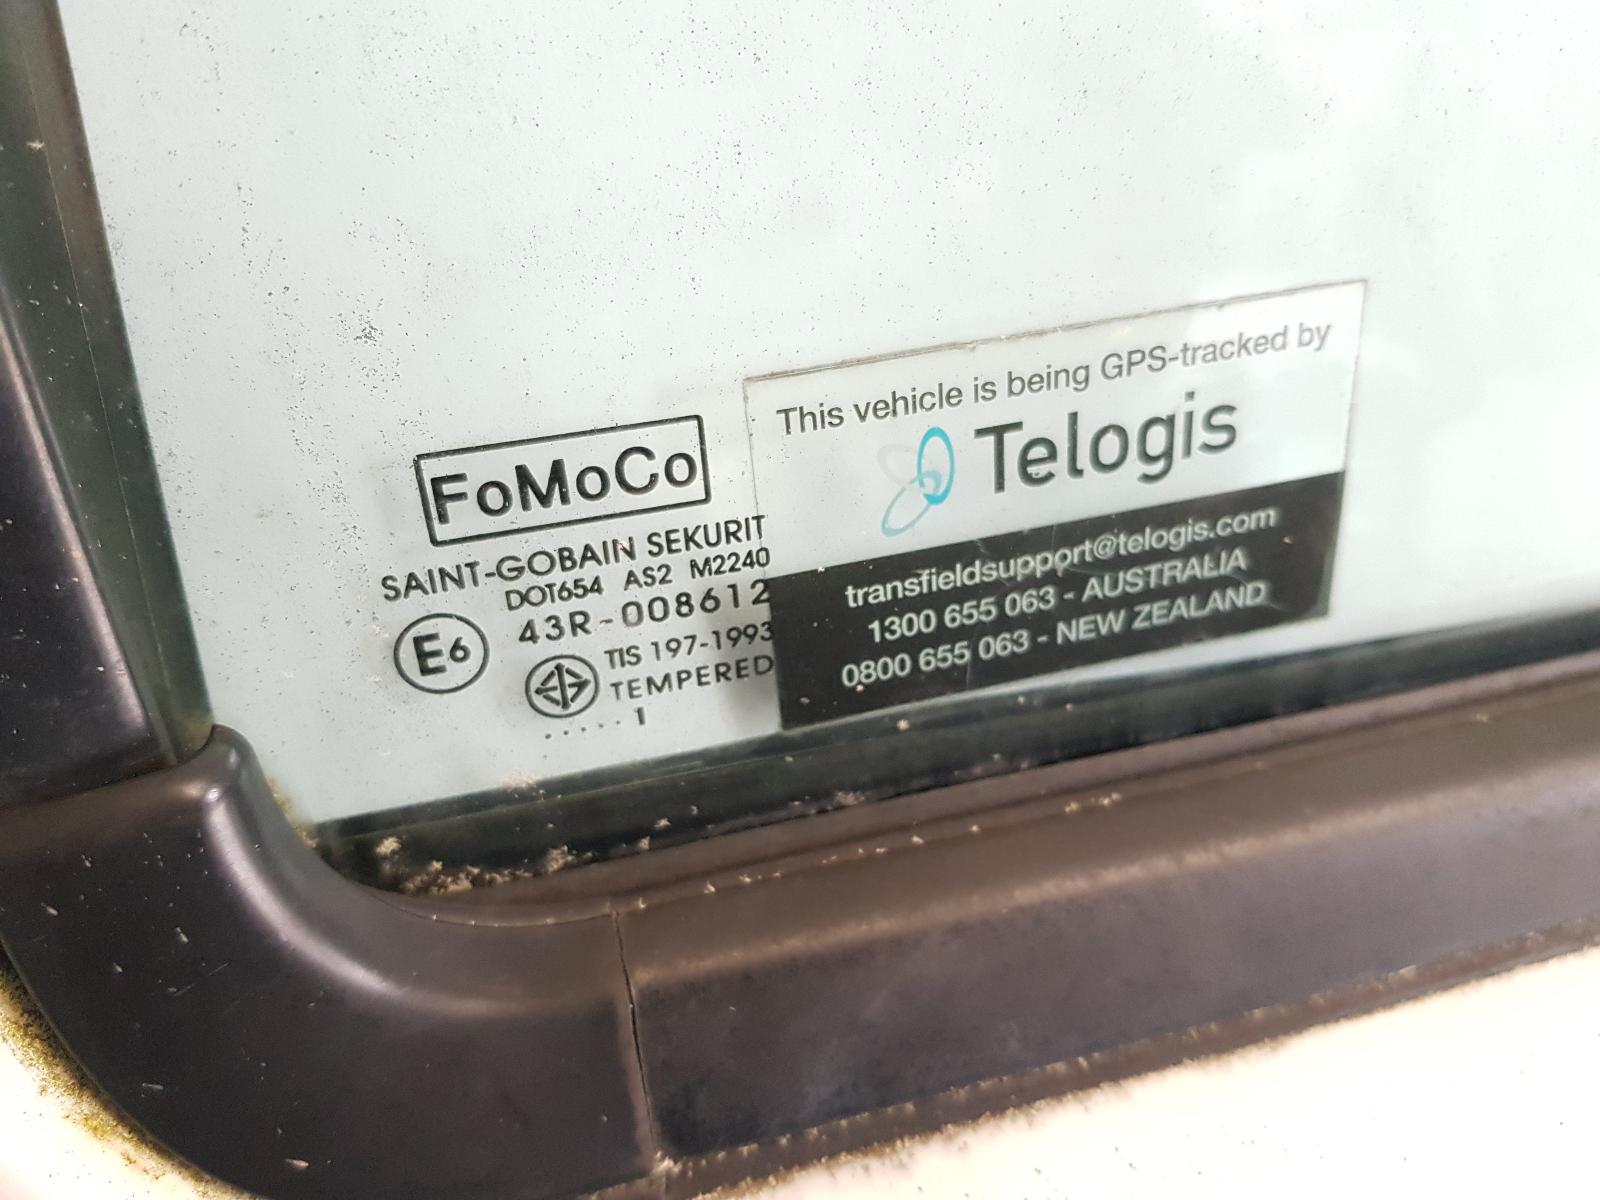 FoMoCo
SAINT-GOBAIN SEKURIT
DOT654 AS2 M2240
43R-008612
E6
TIS 197-1993
TEMPERED
.....1
This vehicle is being GPS-tracked by
Telogis
transfieldsupport@telogis.com
1300 655 063 - AUSTRALIA
0800 655 063 - NEW ZEALAND